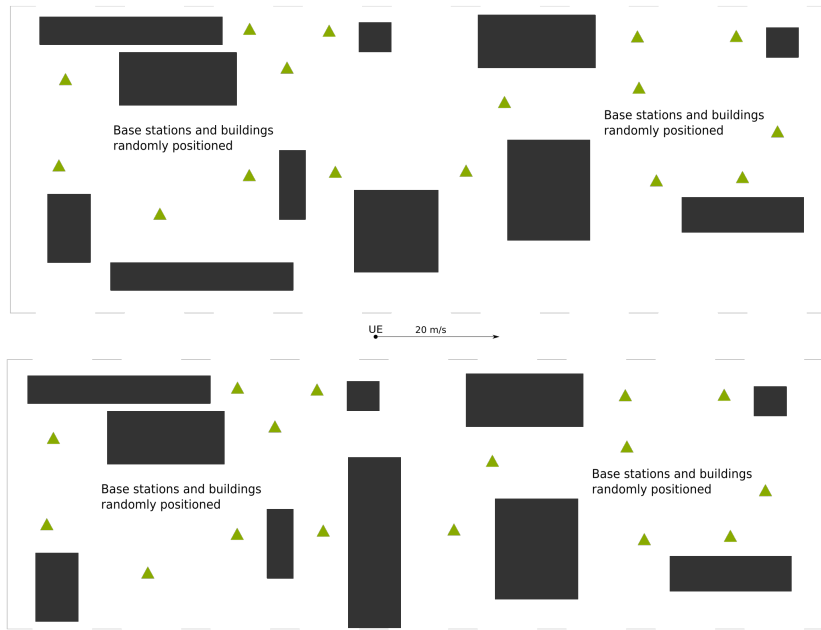 Base stations and buildings
randomly positioned
Base stations and buildings
randomly positioned
UE
20 m/s
Base stations and buildings
randomly positioned
Base stations and buildings
randomly positioned